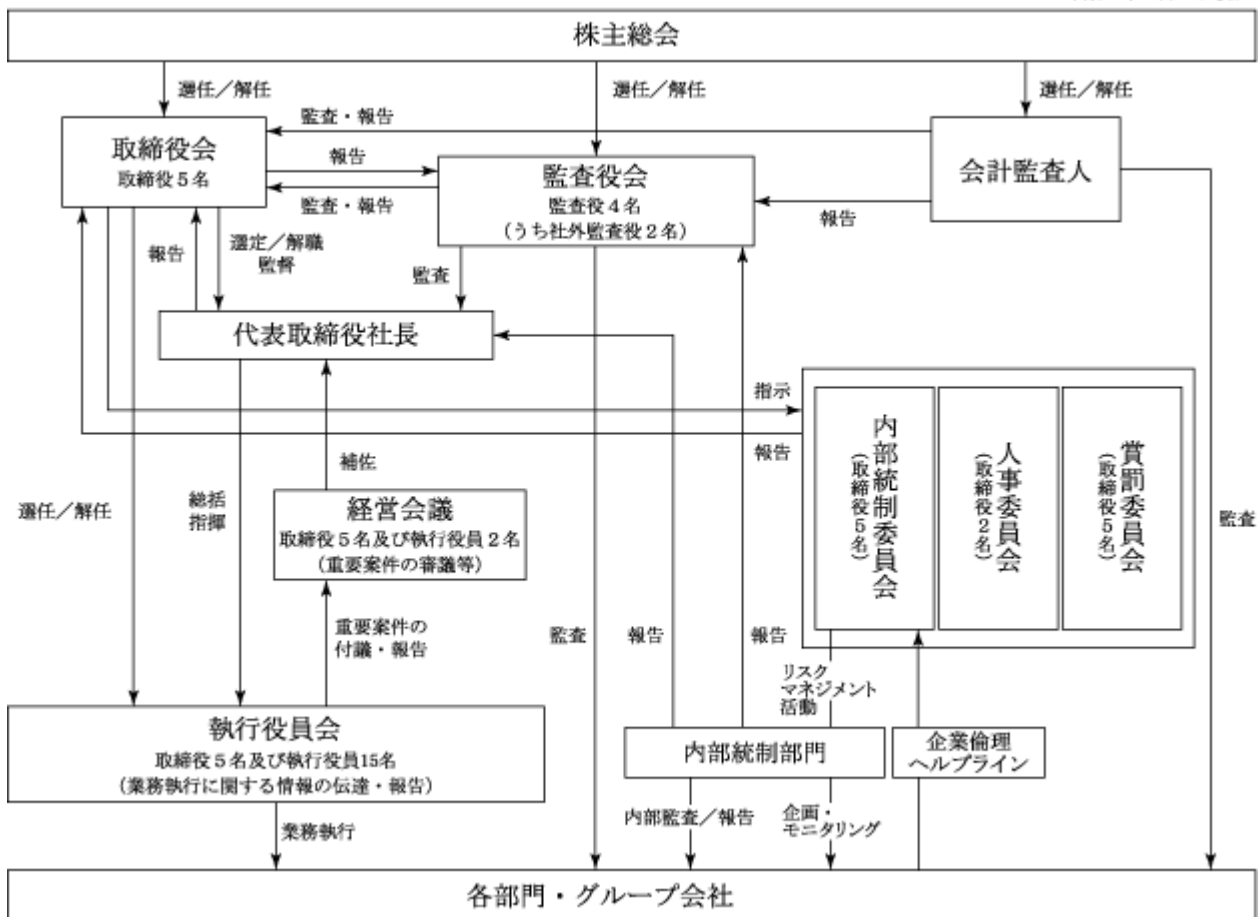 株主総会
選任／解任
選任／解任
選任／解任
監査・報告
取締役会
取締役５名
報告
監査・報告
監査役会
監査役４名
(うち社外監査役２名)
会計監査人
報告
報告
選定／解職
監督
監査
代表取締役社長
指示
報告
内部統制委員会
(取締役５名)
人事委員会
(取締役２名)
賞罰委員会
(取締役５名)
補佐
選任／解任
総括
指揮
経営会議
取締役５名及び執行役員２名
(重要案件の審議等)
監査
重要案件の
付議・報告
監査
報告
報告
リスク
マネジメント
活動
執行役員会
取締役５名及び執行役員15名
(業務執行に関する情報の伝達・報告)
内部統制部門
企業倫理
ヘルプライン
業務執行
内部監査／報告
企画・
モニタリング
各部門・グループ会社